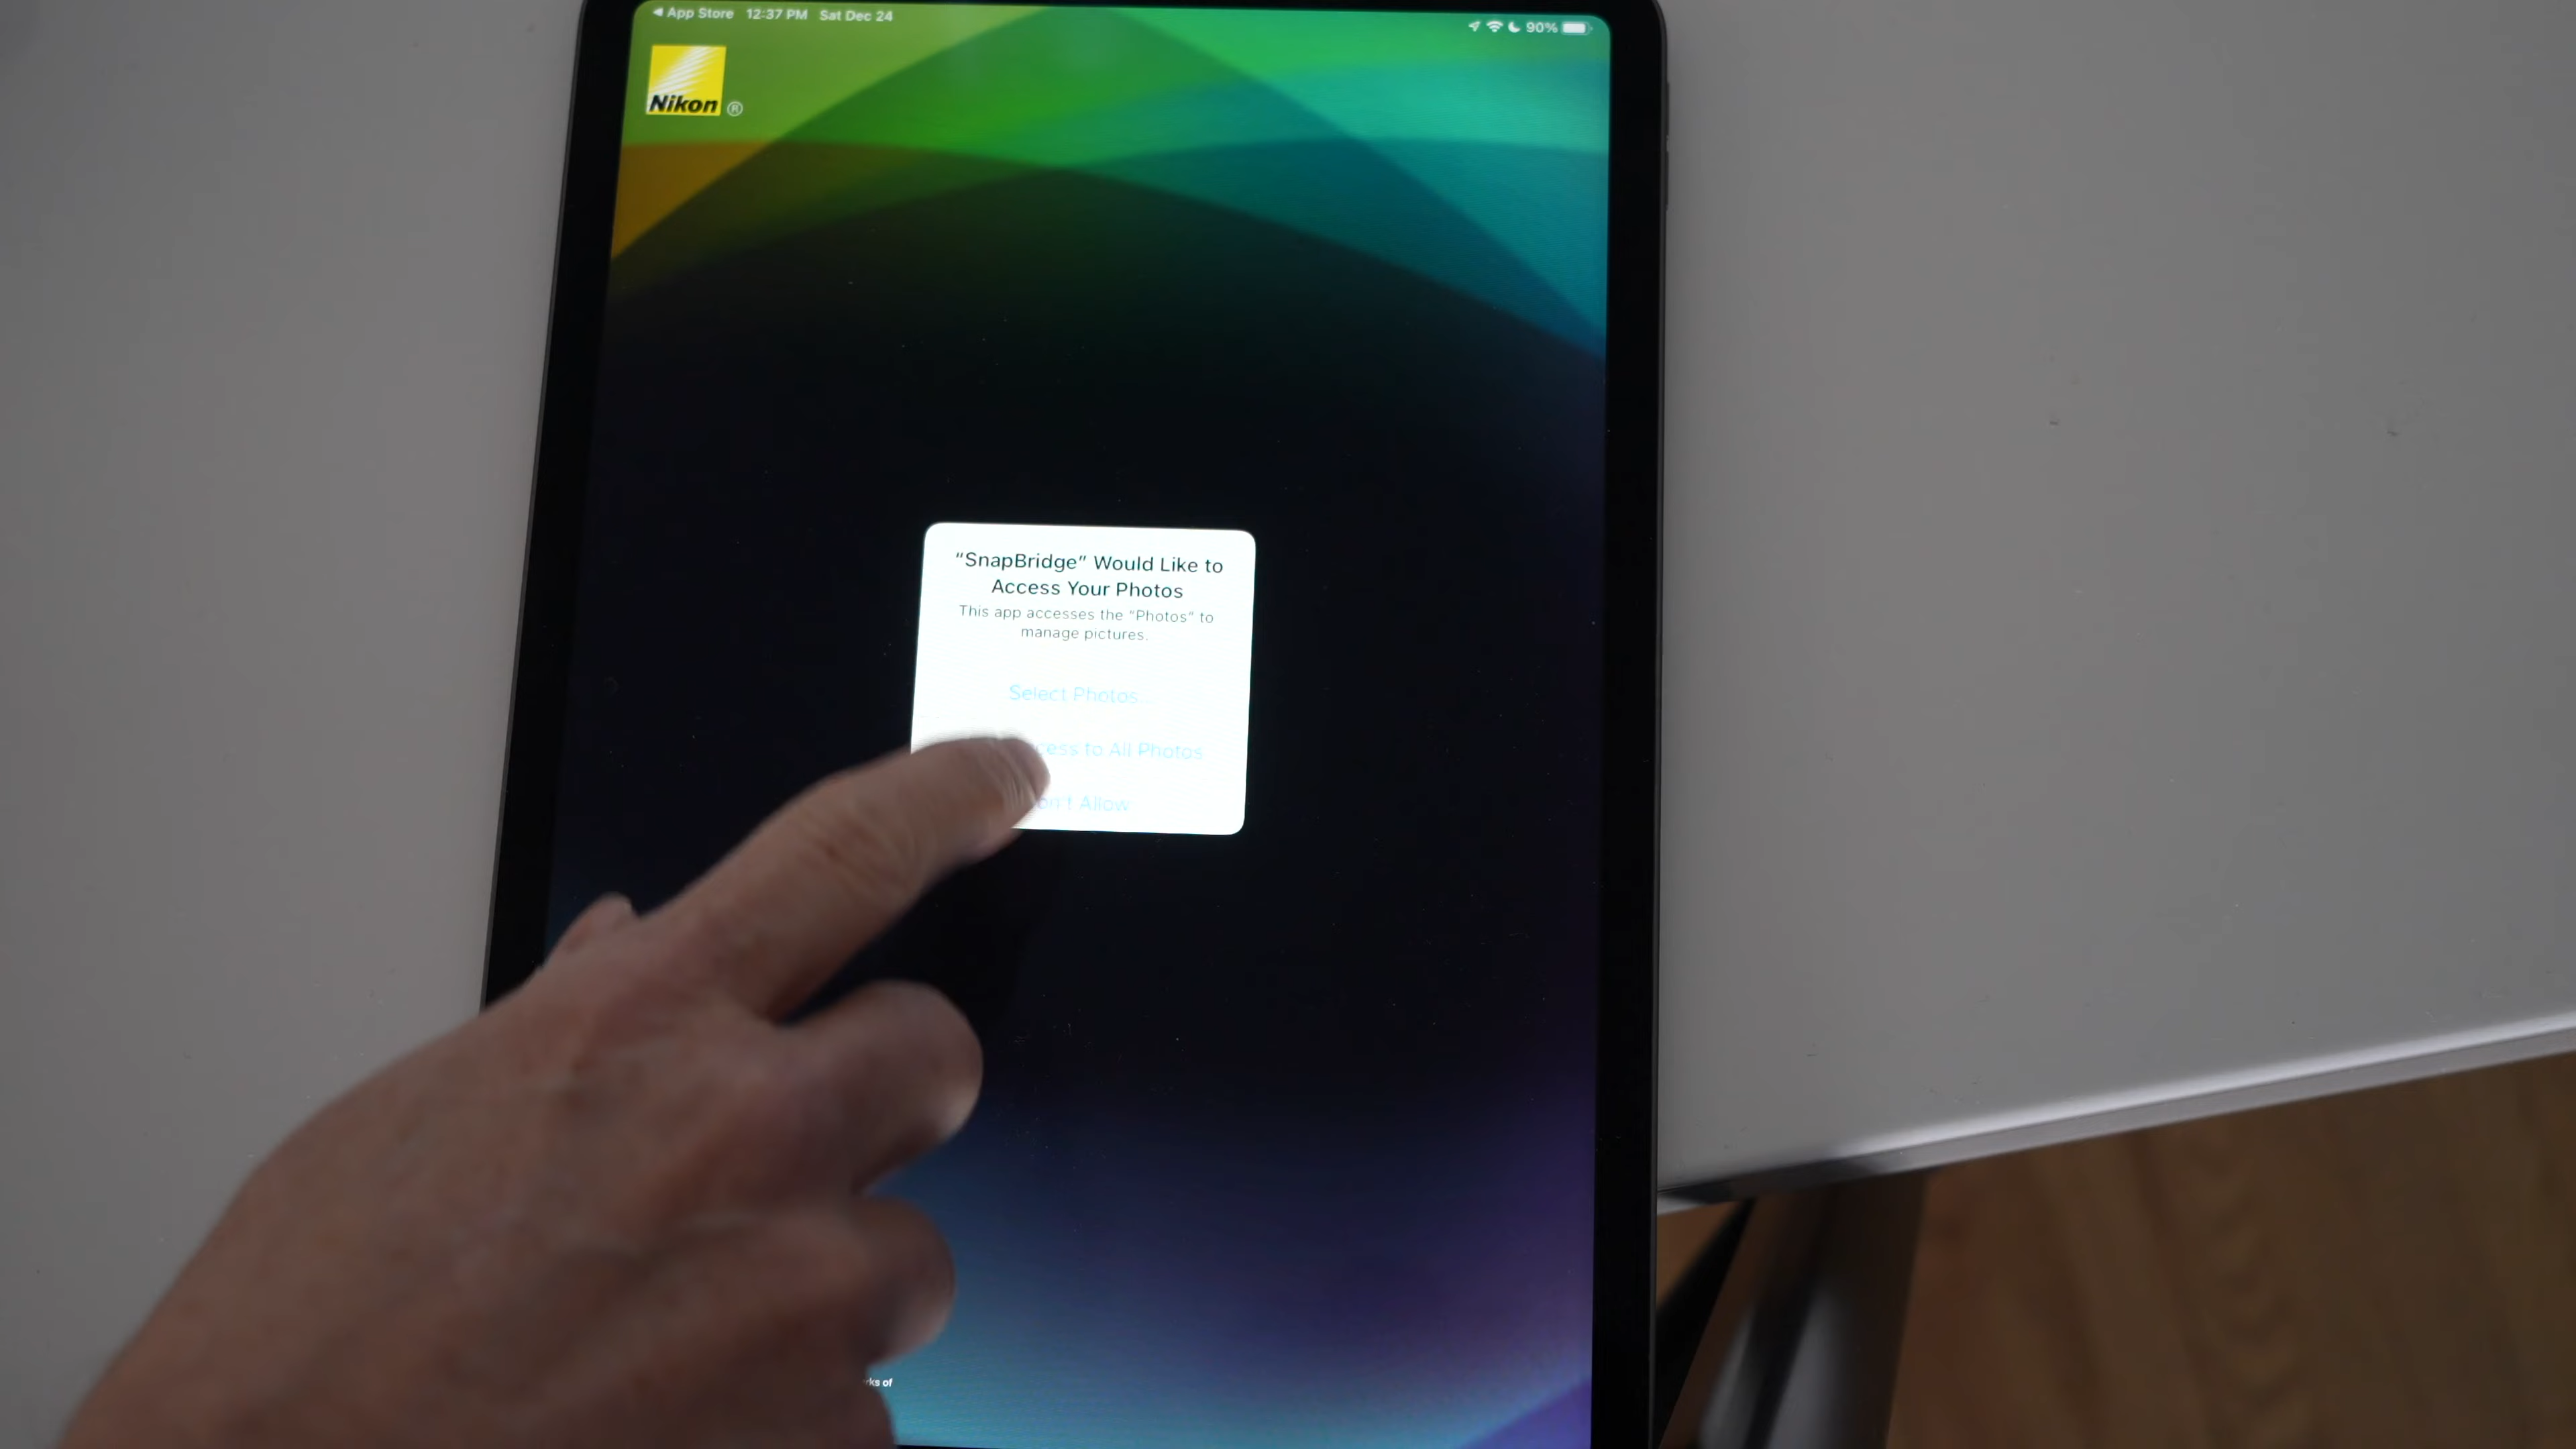 App Store 12:37 PM Sat Dec 24
90%
Nikon ®
“SnapBridge” Would Like to
Access Your Photos
This app accesses the “Photos” to
manage pictures.
Select Photos...
to All Photos
Allow
of